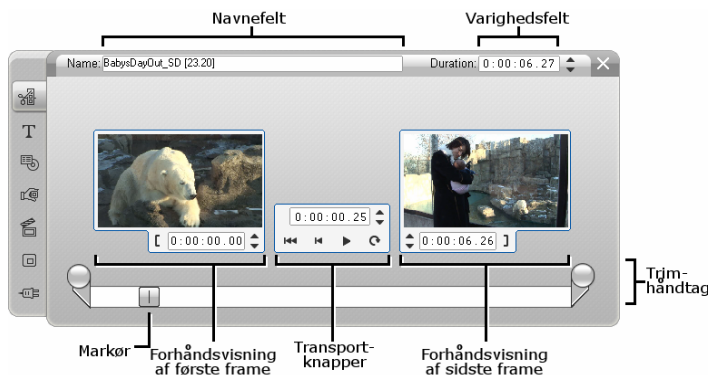 Navnefelt
Varighedsfelt
Name: BabysDayOut_SD [23.20]
Duration: 0:00:06.27
T
0:00:00.25
[ 0:00:00.00
0:00:06.26 ]
Trim-
håndtag
Markør
Forhåndsvisning
af første frame
Transport-
knapper
Forhåndsvisning
af sidste frame